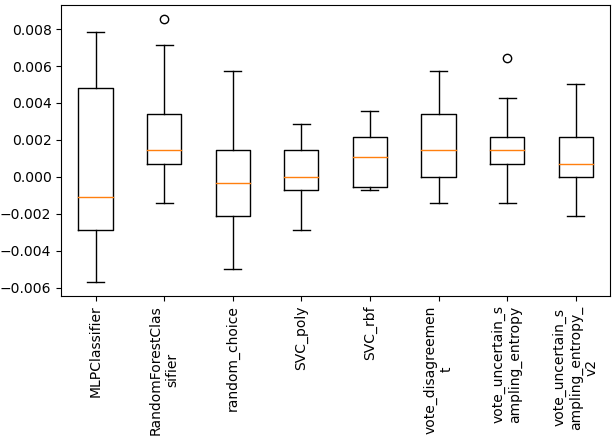 0.008
0.006
0.004
0.002
0.000
−0.002
−0.004
−0.006
MLPClassifier
RandomForestClas
sifier
random_choice
SVC_poly
SVC_rbf
vote_disagreemen
t
vote_uncertain_s
ampling_entropy
vote_uncertain_s
ampling_entropy_
v2